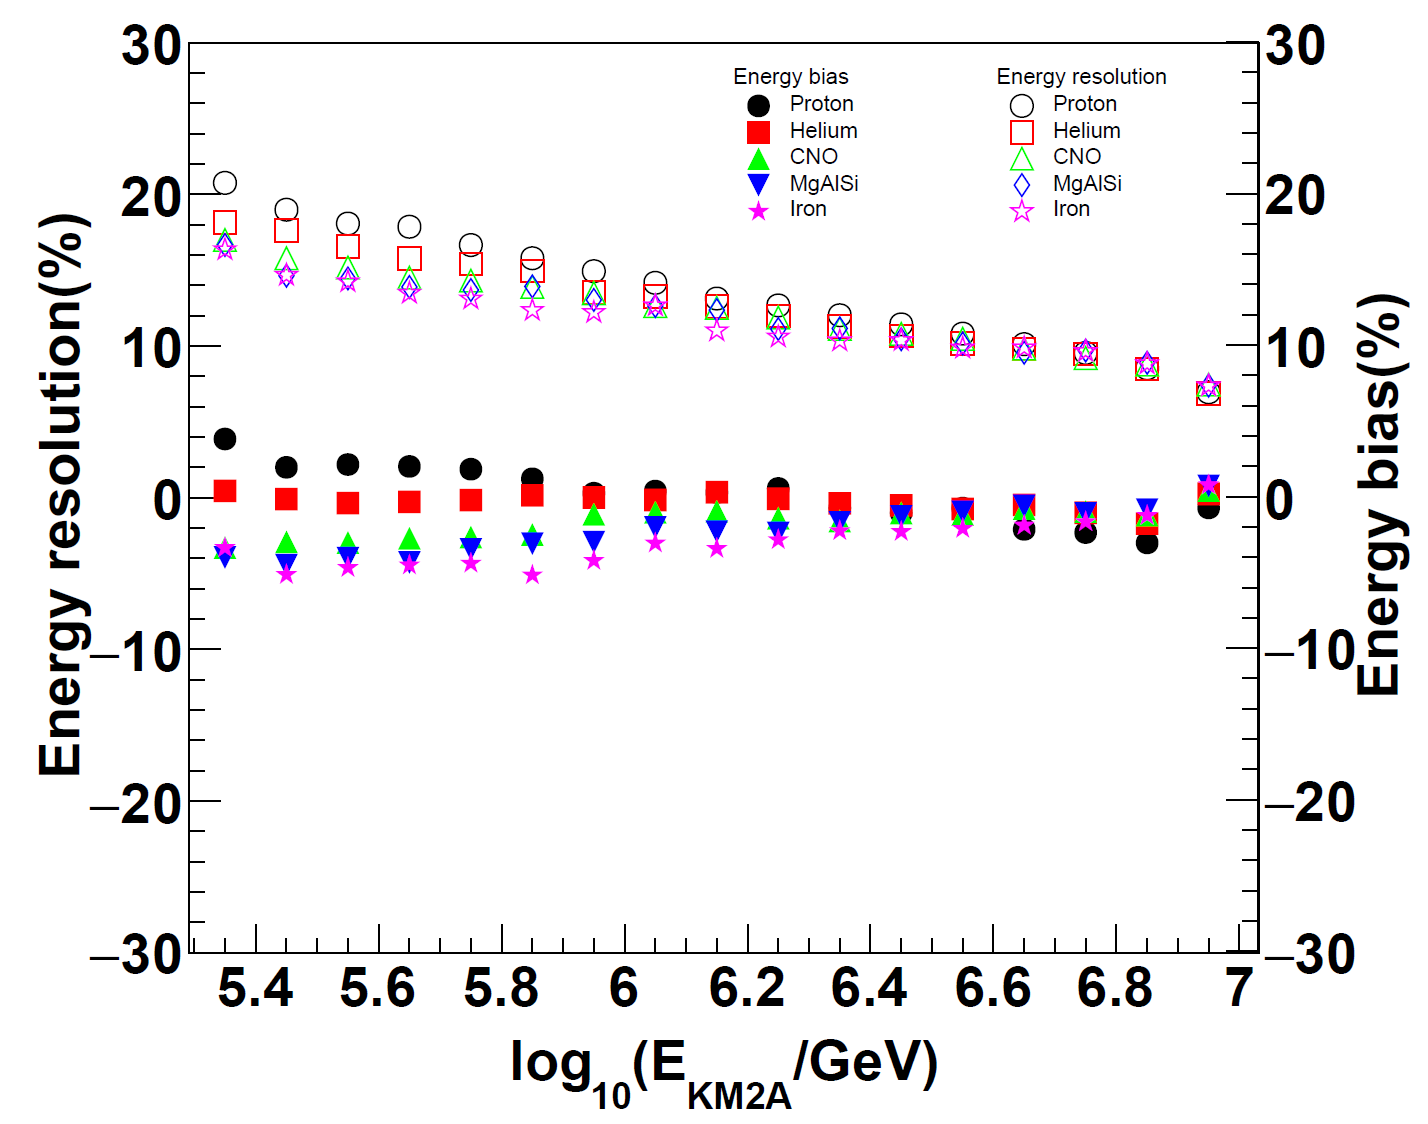 30
20
10
0
−10
−20
−30
Energy resolution(%)
Energy bias
Proton
Helium
CNO
MgAlSi
Iron
Energy resolution
Proton
Helium
CNO
MgAlSi
Iron
30
20
10
0
−10
−20
−30
Energy bias(%)
5.4 5.6 5.8 6 6.2 6.4 6.6 6.8 7
log10(EKM2A/GeV)